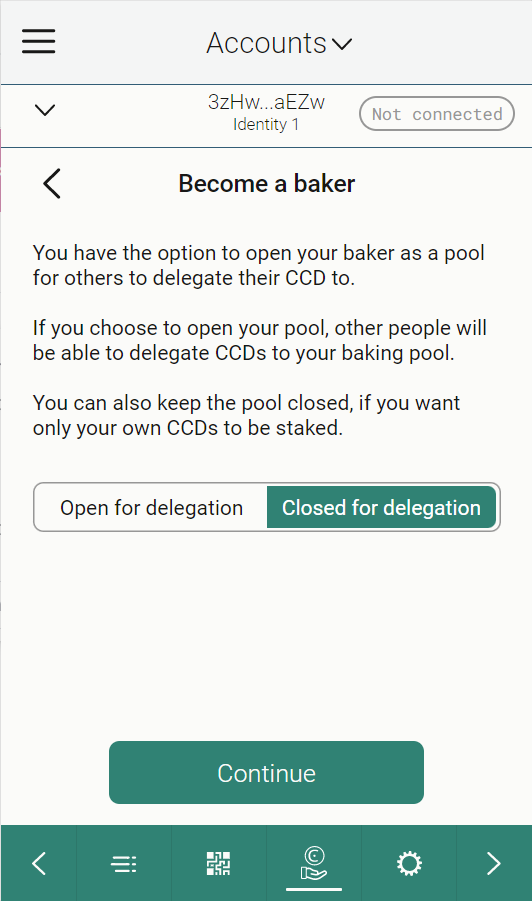 Accounts
3zHw...aEZw
Identity 1
Not connected
Become a baker
You have the option to open your baker as a pool
for others to delegate their CCD to.
If you choose to open your pool, other people will
be able to delegate CCDs to your baking pool.
You can also keep the pool closed, if you want
only your own CCDs to be staked.
Open for delegation
Closed for delegation
Continue